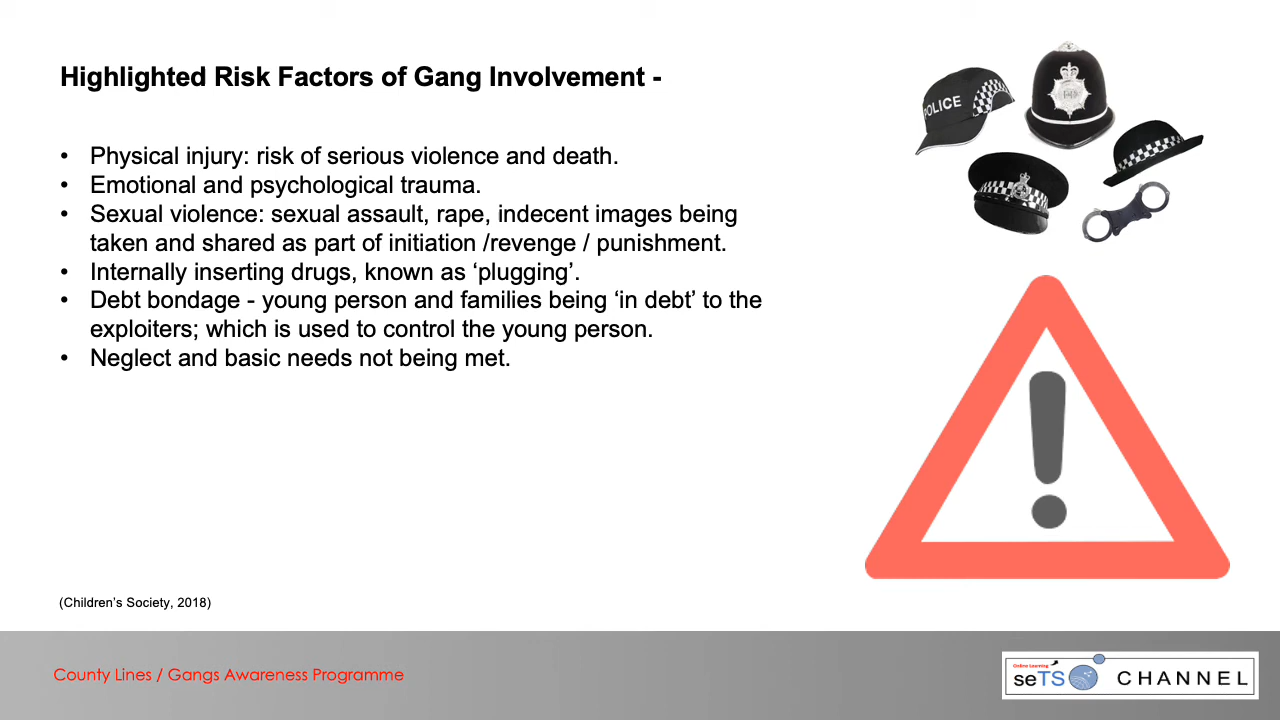 Highlighted Risk Factors of Gang Involvement -
• Physical injury: risk of serious violence and death.
• Emotional and psychological trauma.
• Sexual violence: sexual assault, rape, indecent images being
taken and shared as part of initiation /revenge / punishment.
• Internally inserting drugs, known as ‘plugging’.
• Debt bondage - young person and families being ‘in debt’ to the
exploiters; which is used to control the young person.
• Neglect and basic needs not being met.
POLICE
(Children’s Society, 2018)
County Lines / Gangs Awareness Programme
Online Learning
seTS CHANNEL